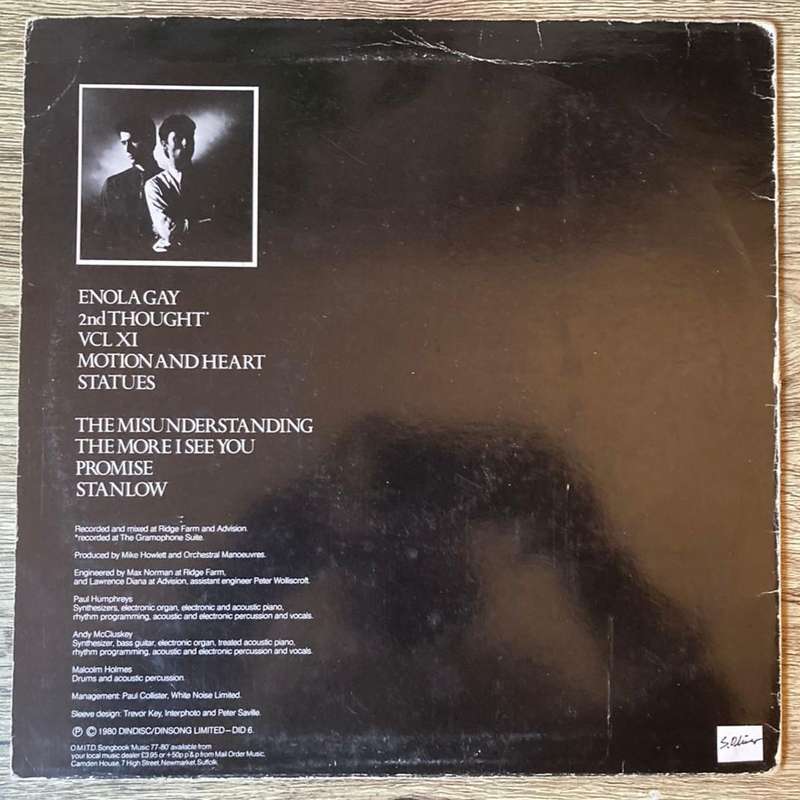 ENOLA GAY
2nd THOUGHT*
VCL XI
MOTION AND HEART
STATUES
THE MISUNDERSTANDING
THE MORE I SEE YOU
PROMISE
STANLOW
Recorded and mixed at Ridge Farm and Advision.
*recorded at The Gramophone Suite.
Produced by Mike Howlett and Orchestral Manoeuvres.
Engineered by Max Norman at Ridge Farm,
and Lawrence Diana at Advision, assistant engineer Peter Wolliscroft.
Paul Humphreys
Synthesizers, electronic organ, electronic and acoustic piano,
rhythm programming, acoustic and electronic percussion and vocals.
Andy McCluskey
Synthesizer, bass guitar, electronic organ, treated acoustic piano,
rhythm programming, acoustic and electronic percussion and vocals.
Malcolm Holmes
Drums and acoustic percussion.
Management: Paul Collister, White Noise Limited.
Sleeve design: Trevor Key, Interphoto and Peter Saville.
Ⓟ © 1980 DINDISC/DINSONG LIMITED–DID 6.
O.M.I.T.D. Songbook 'Music 77-80' available from
your local music dealer £3.95 or + 50p p & p from Mail Order Music,
Camden House, 7 High Street, Newmarket, Suffolk.